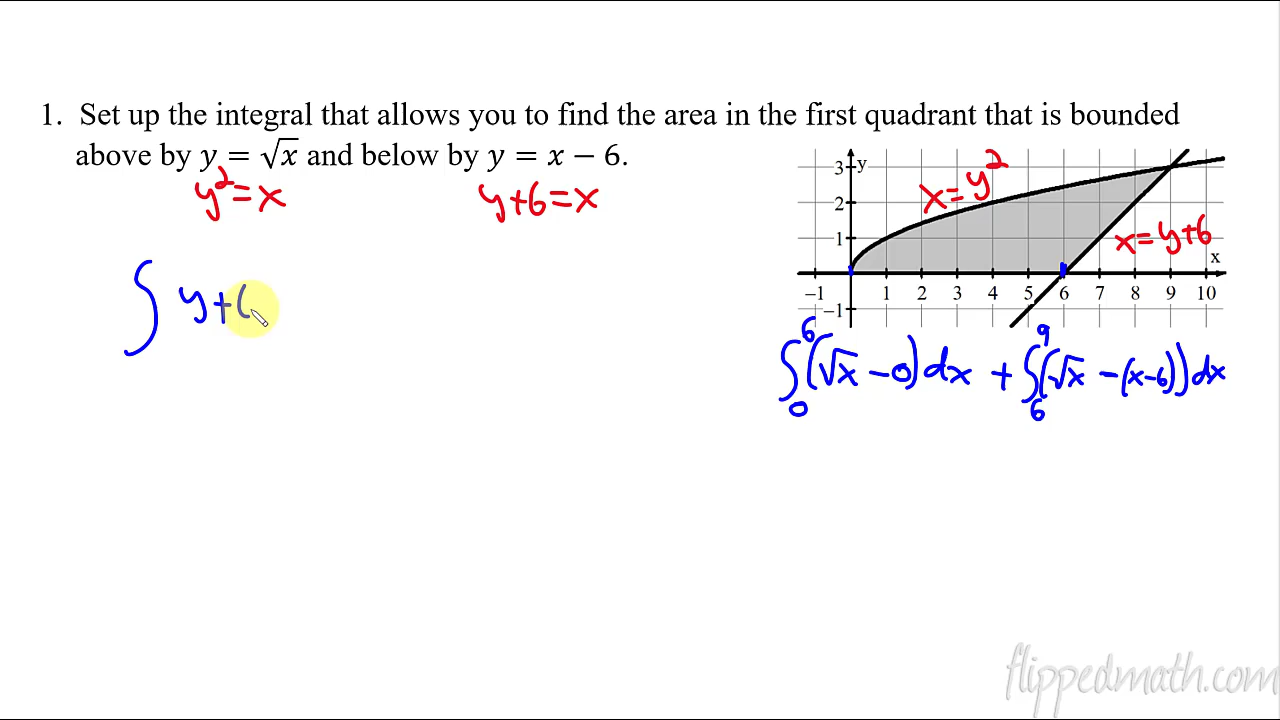 1. Set up the integral that allows you to find the area in the first quadrant that is bounded
above by y = √x and below by y = x − 6.
y² = x
y+6 = x
3 y
x = y²
2
x = y+6
1
x
−1 1 2 3 4 5 6 7 8 9 10
−1
∫ y+(
∫₀⁶ (√x − 0) dx + ∫₆⁹ (√x − (x−6)) dx
flippedmath.com